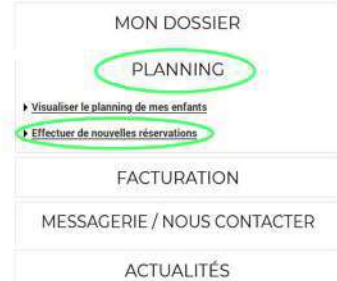 MON DOSSIER
PLANNING
Visualiser le planning de mes enfants
Effectuer de nouvelles réservations
FACTURATION
MESSAGERIE / NOUS CONTACTER
ACTUALITÉS